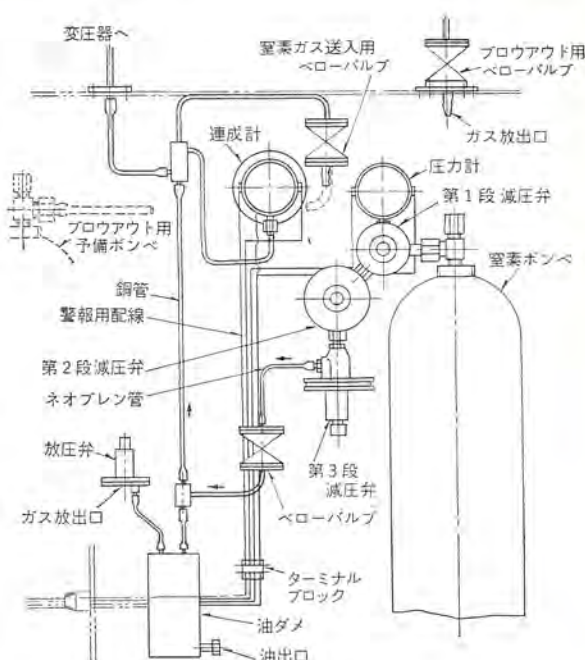 変圧器へ
窒素ガス送入用
ベローバルブ
ブロウアウド用
ベローバルブ
ガス放出口
連成計
圧力計
第1段減圧弁
ブロウアウト用
予備ボンベ
窒素ボンベ
銅管
警報用配線
第2段減圧弁
ネオプレン管
放圧弁
ガス放出口
第3段
減圧弁
ベローバルブ
ターミナル
ブロック
油ダメ
油出口